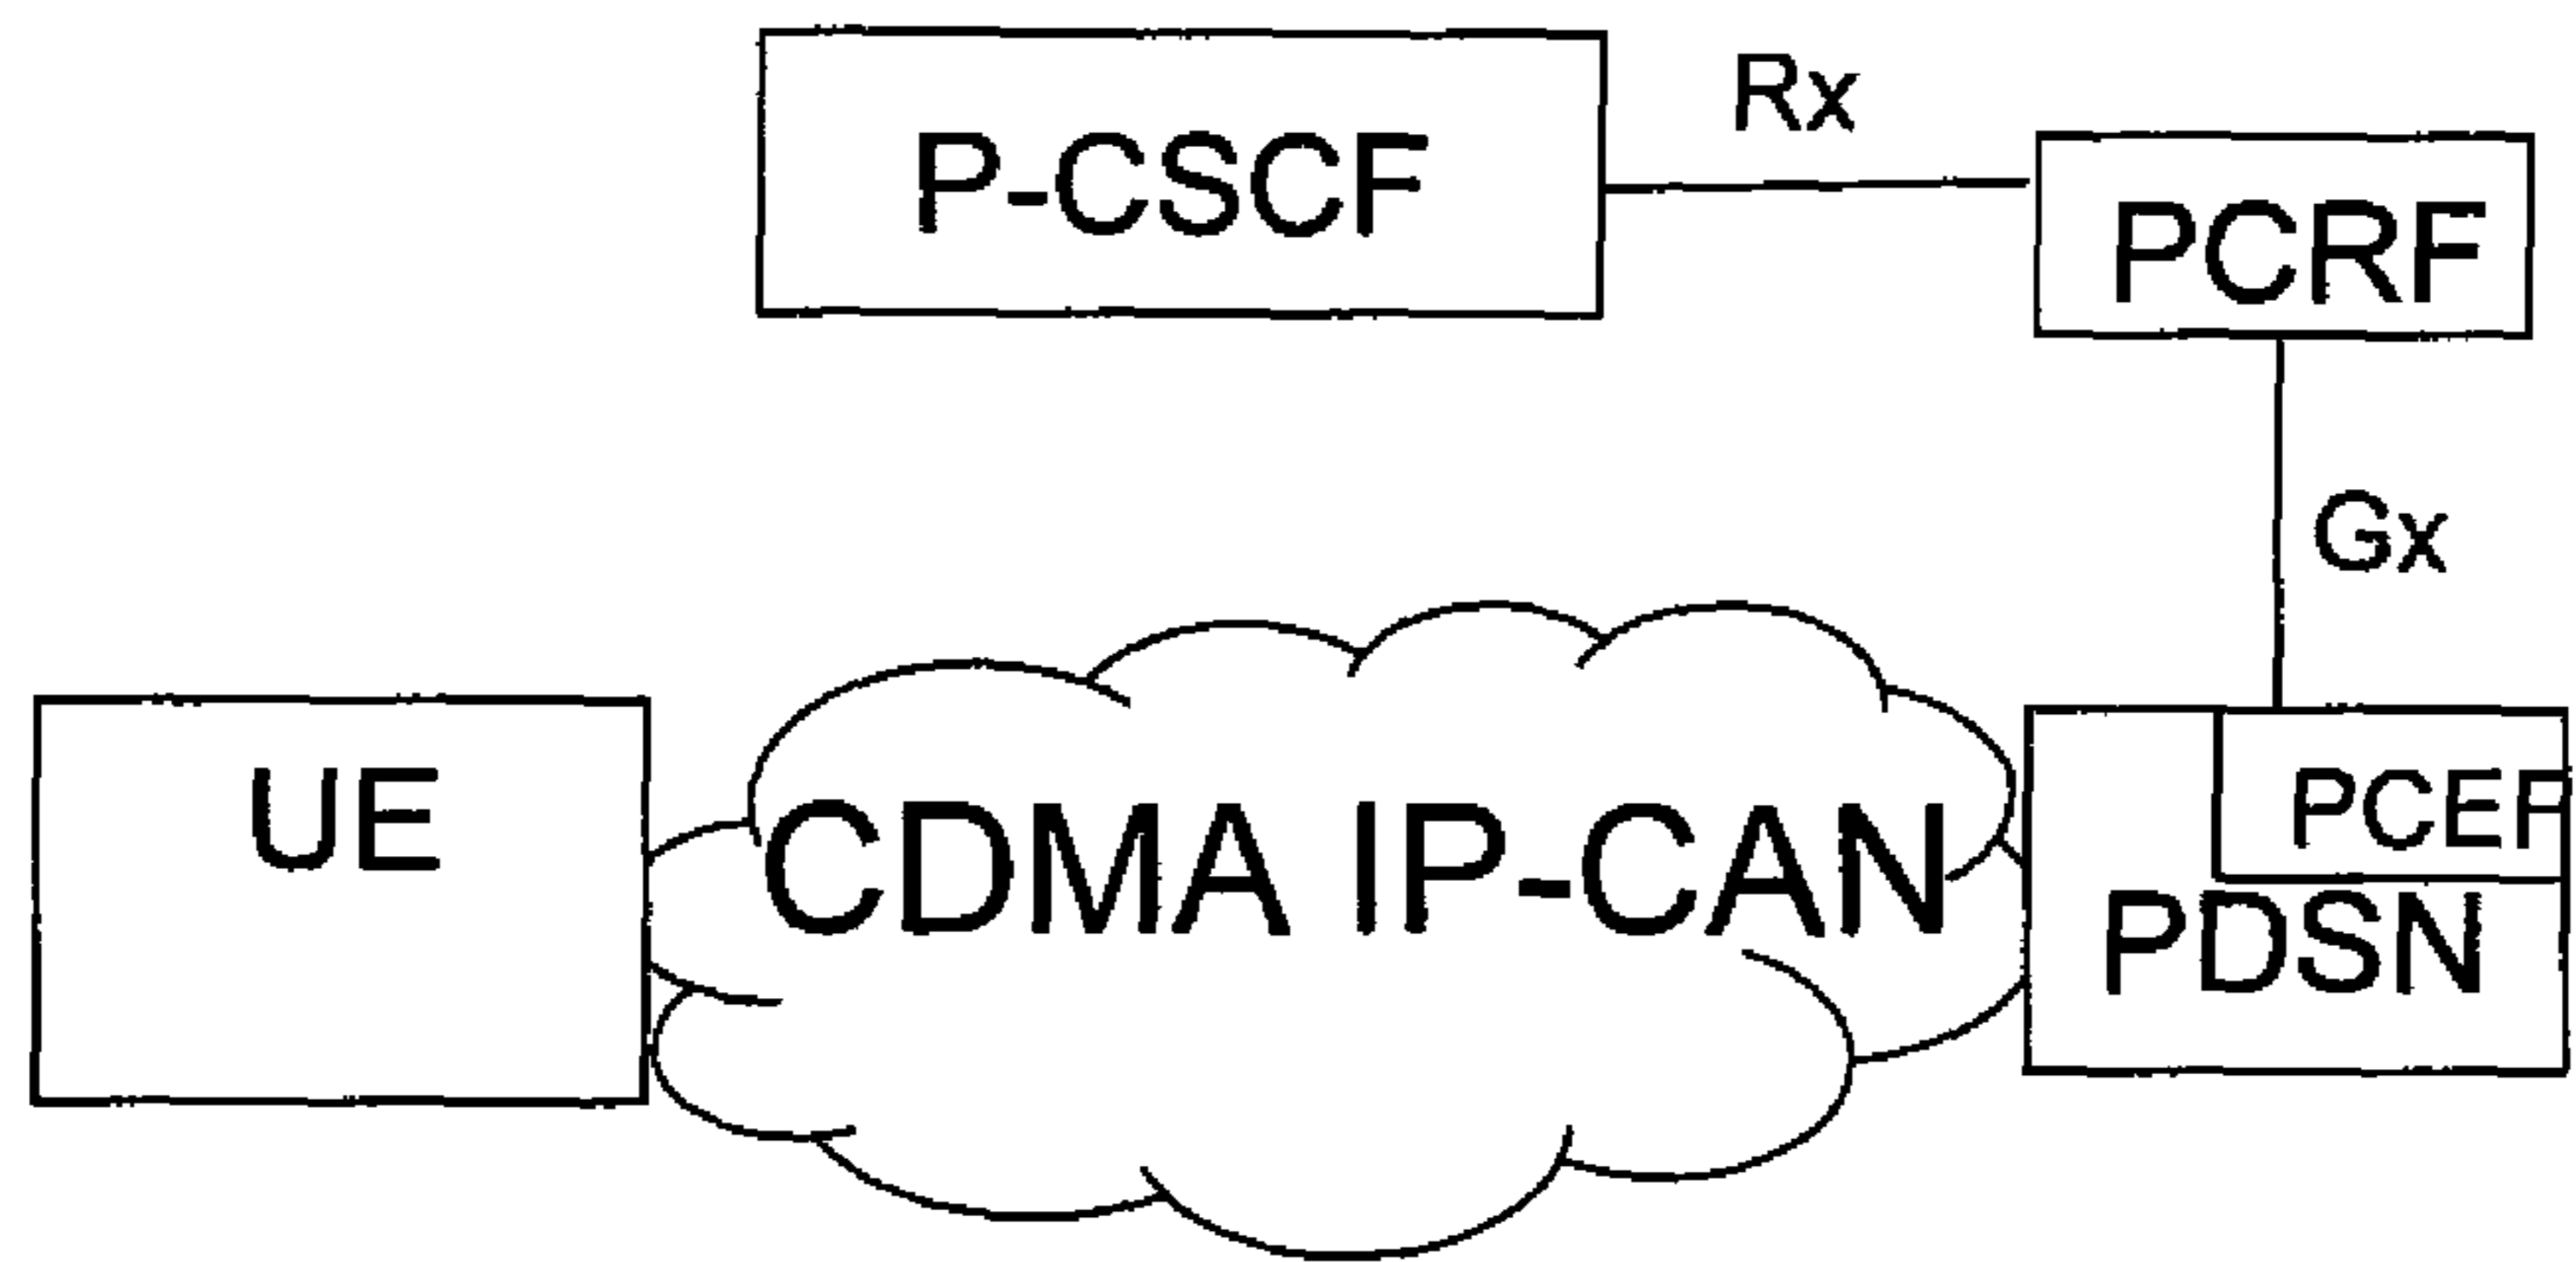 Rx
P-CSCF
PCRF
Gx
UE
CDMA IP-CAN
PCEF
PDSN